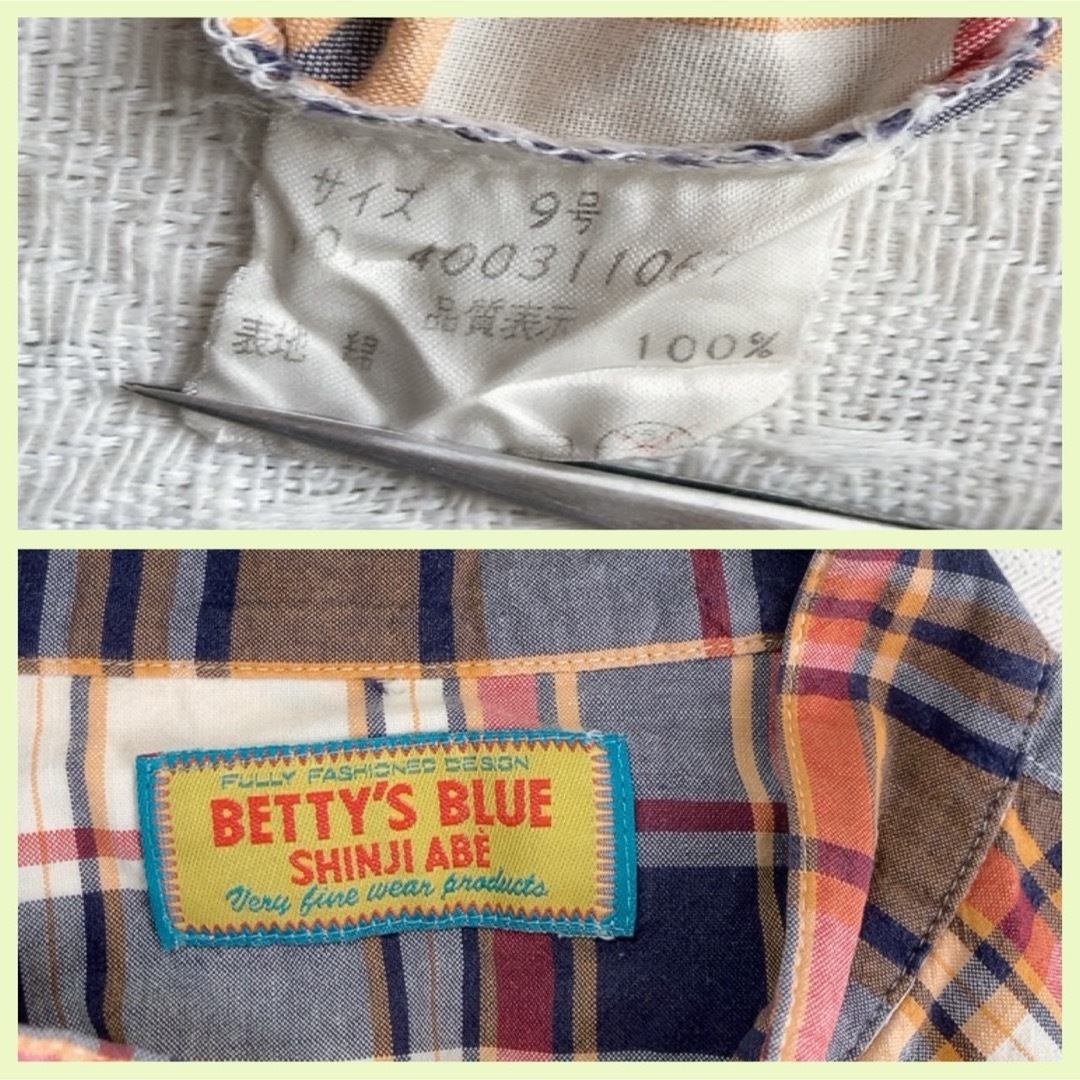 サイズ 9号
品質表示
表地 綿 100%
FULLY FASHIONED DESIGN
BETTY'S BLUE
SHINJI ABÈ
Very fine wear products